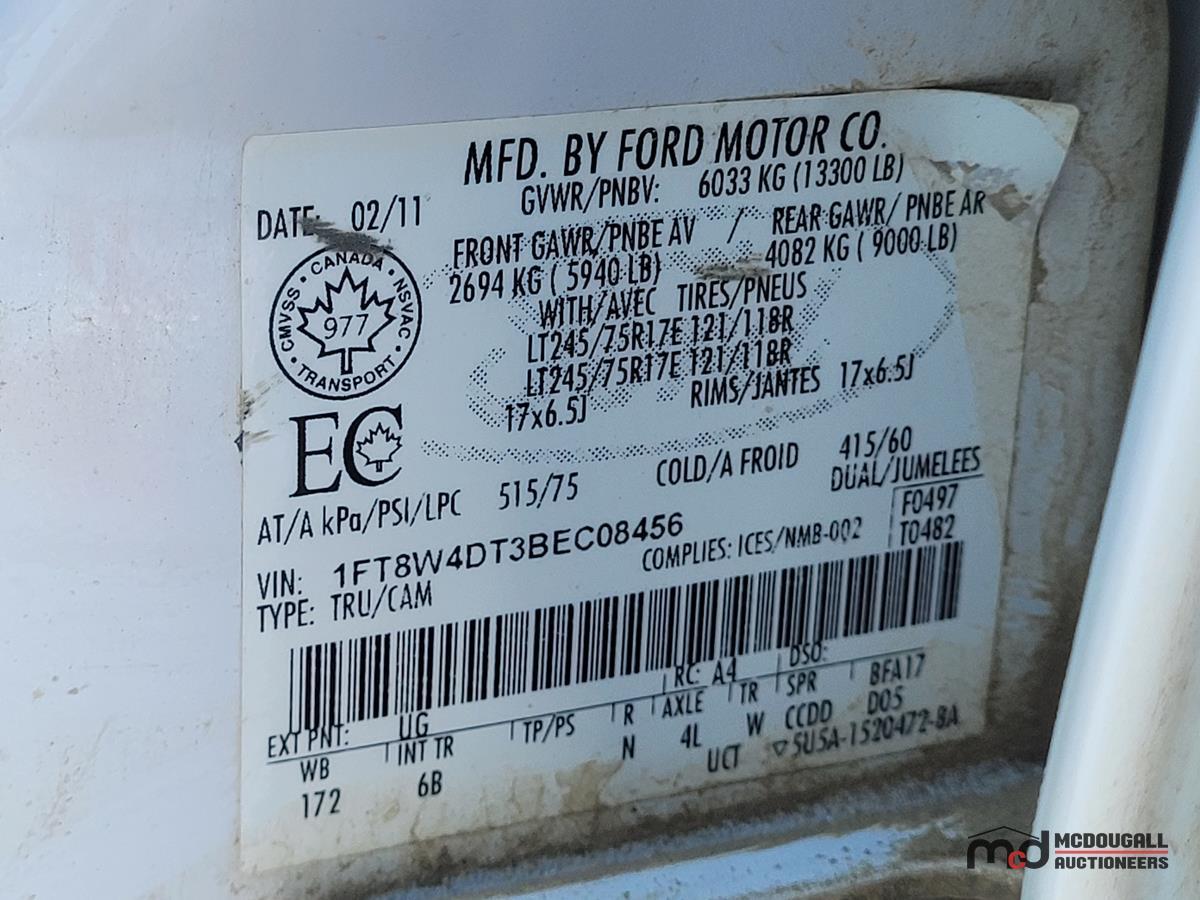 MFD. BY FORD MOTOR CO.
DATE: 02/11
GVWR/PNBV: 6033 KG (13300 LB)
FRONT GAWR/PNBE AV / REAR GAWR/ PNBE AR
2694 KG ( 5940 LB) 4082 KG ( 9000 LB)
WITH/AVEC TIRES/PNEUS
LT245/75R17E 121/118R
LT245/75R17E 121/118R
17x6.5J RIMS/JANTES 17x6.5J
CMVSS • CANADA • NSVAC • TRANSPORT •
977
EC
AT/A kPa/PSI/LPC 515/75 COLD/A FROID 415/60
DUAL/JUMELEES
VIN: 1FT8W4DT3BEC08456
F0497
T0482
TYPE: TRU/CAM
COMPLIES: ICES/NMB-002
EXT PNT: UG RC: A4 DSO:
WB INT TR TP/PS R AXLE TR SPR BFA17
172 6B N 4L W CCDD DOS
UCT ▽5U5A-1520472-BA
mcd MCDOUGALL
AUCTIONEERS